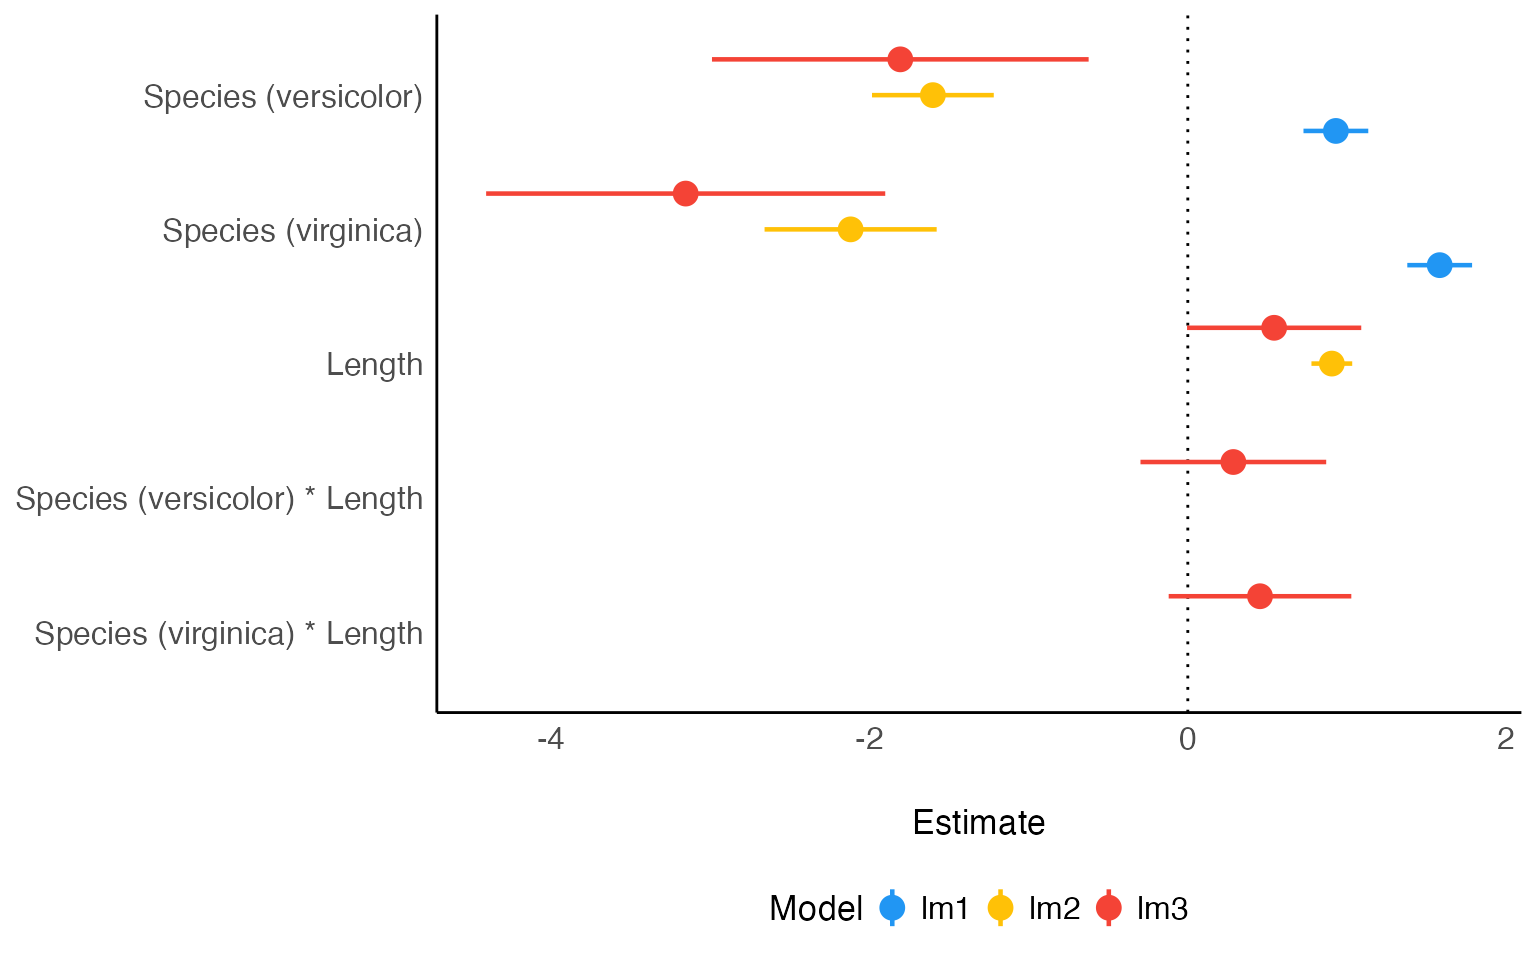 Species (versicolor)
Species (virginica)
Length
Species (versicolor) * Length
Species (virginica) * Length
-4 -2 0 2
Estimate
Model lm1 lm2 lm3